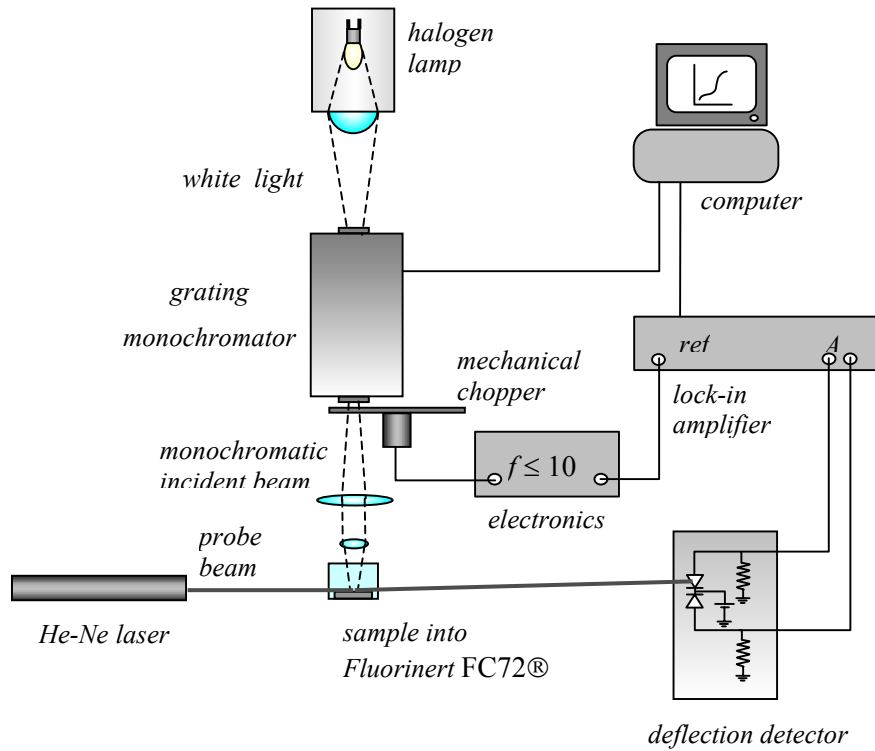 halogen
lamp
white light
computer
grating
monochromator
ref
A
mechanical
chopper
lock-in
amplifier
monochromatic
incident beam
f ≤ 10
electronics
probe
beam
He-Ne laser
sample into
Fluorinert FC72®
deflection detector